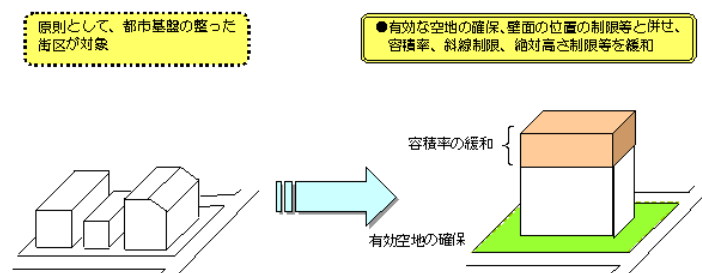 原則として、都市基盤の整った
街区が対象
●有効な空地の確保、壁面の位置の制限等と併せ、
容積率、斜線制限、絶対高さ制限等を緩和
容積率の緩和
有効空地の確保